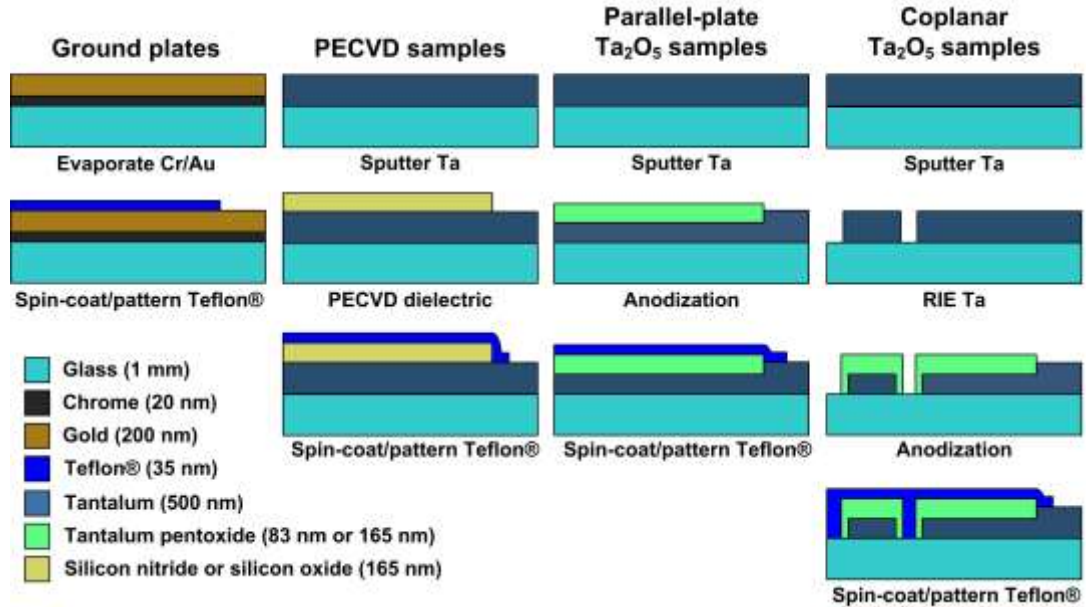 Ground plates
PECVD samples
Parallel-plate
Ta₂O₅ samples
Coplanar
Ta₂O₅ samples
Evaporate Cr/Au
Sputter Ta
Sputter Ta
Sputter Ta
Spin-coat/pattern Teflon®
PECVD dielectric
Anodization
RIE Ta
Glass (1 mm)
Chrome (20 nm)
Gold (200 nm)
Teflon® (35 nm)
Tantalum (500 nm)
Tantalum pentoxide (83 nm or 165 nm)
Silicon nitride or silicon oxide (165 nm)
Spin-coat/pattern Teflon®
Spin-coat/pattern Teflon®
Anodization
Spin-coat/pattern Teflon®